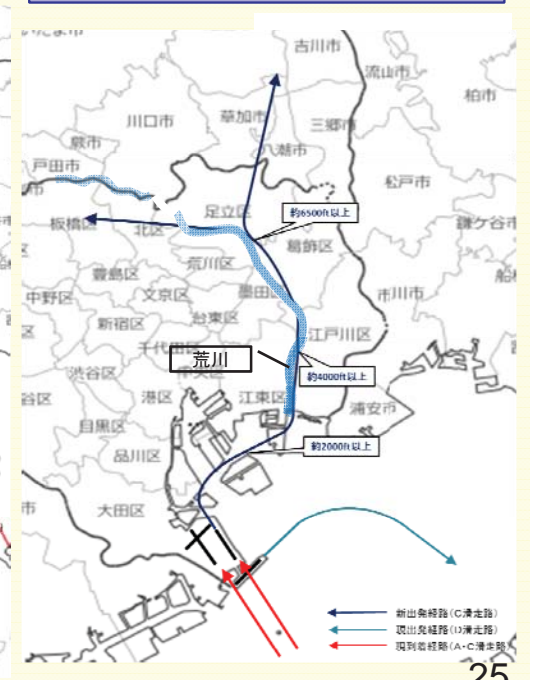 吉川市
流山市
柏市
川口市
草加市
三郷市
蕨市
八潮市
戸田市
松戸市
足立区
約6500ft以上
板橋区
北区
葛飾区
鎌ケ谷市
荒川区
豊島区
墨田区
文京区
中野区
台東区
市川市
新宿区
江戸川区
千代田区
荒川
渋谷区
中央区
約4000ft以上
谷区
港区
江東区
浦安市
目黒区
約2000ft以上
品川区
大田区
新出発経路(C滑走路)
現出発経路(D滑走路)
現到着経路(A・C滑走路)
25